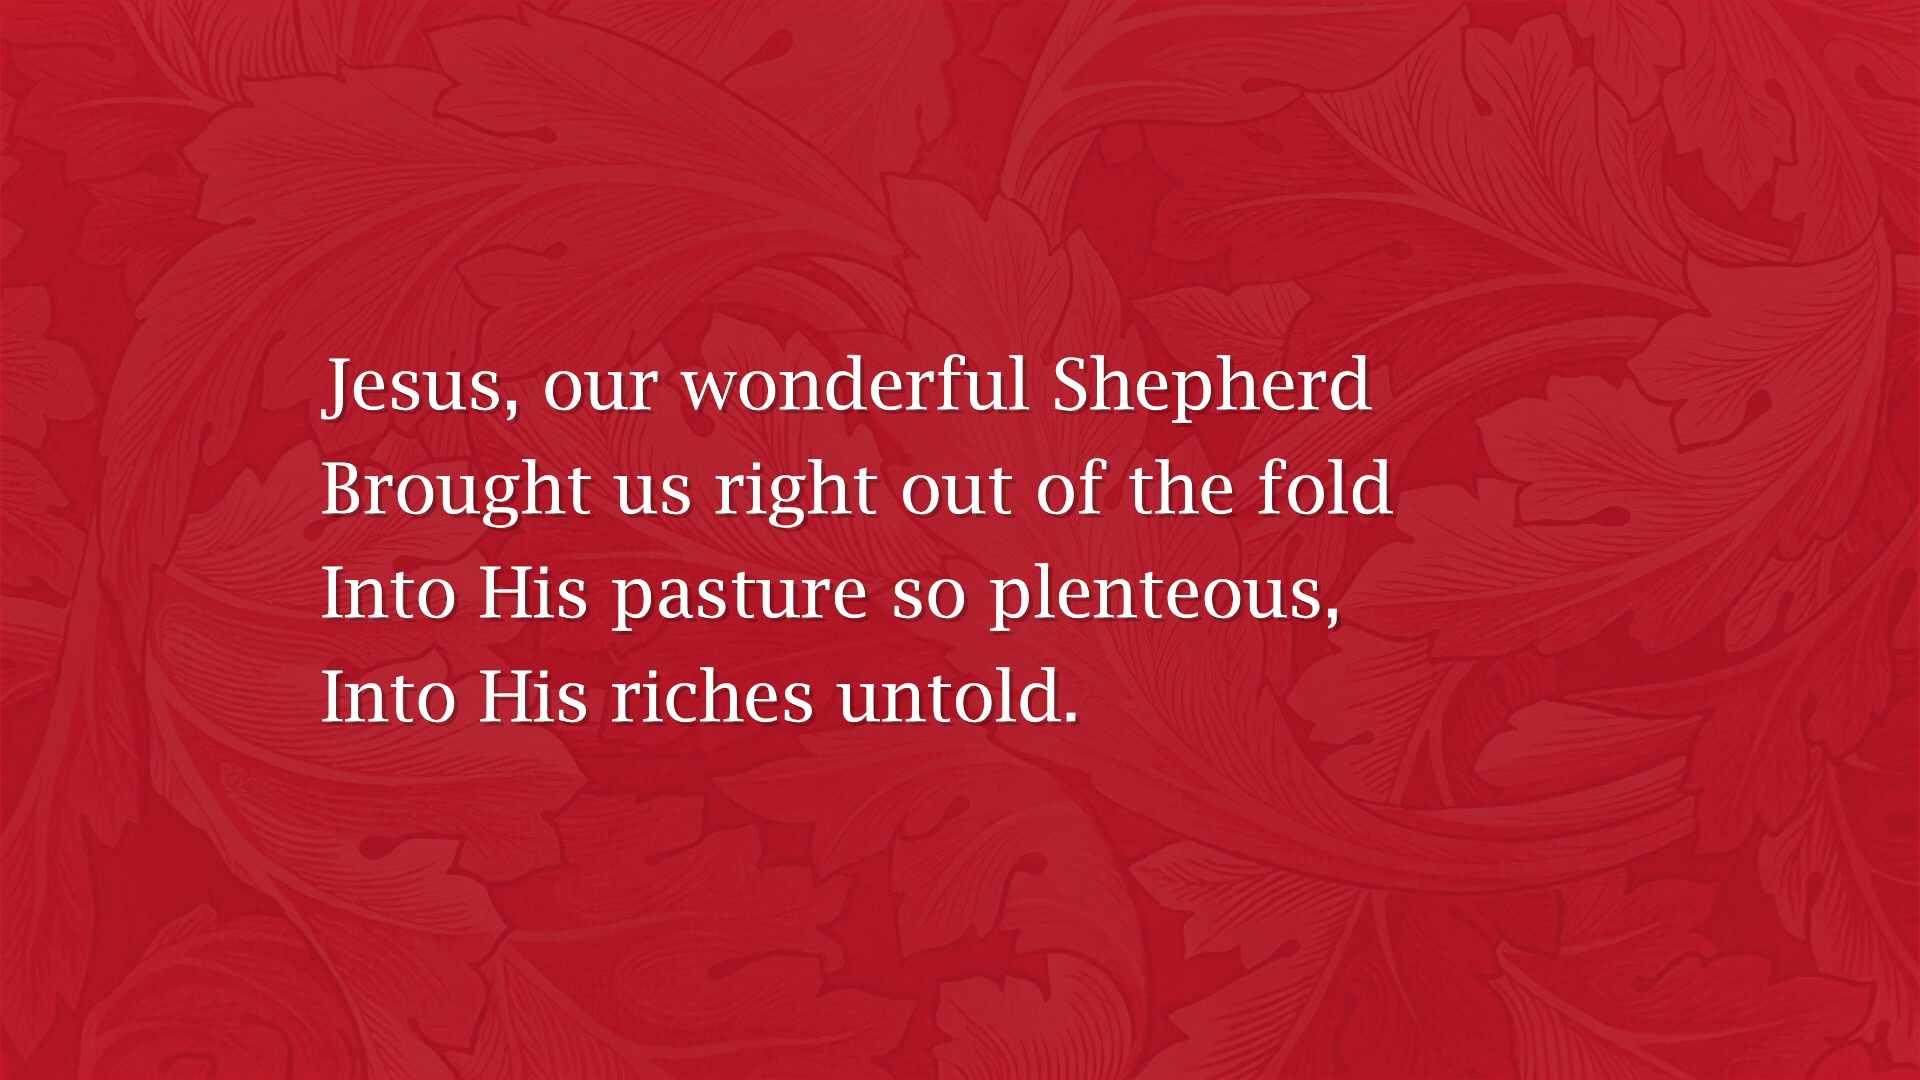 Jesus, our wonderful Shepherd
Brought us right out of the fold
Into His pasture so plenteous,
Into His riches untold.